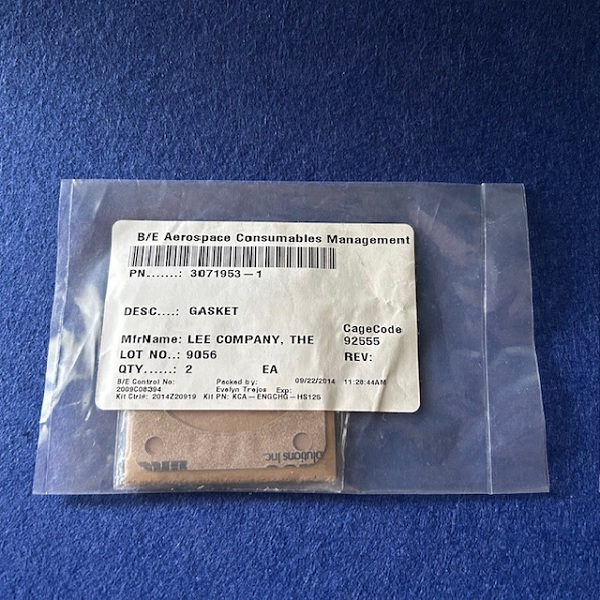 B/E Aerospace Consumables Management
PN.......: 3071953-1
DESC....: GASKET
CageCode
MfrName: LEE COMPANY, THE 92555
LOT NO..: 9056 REV:
QTY......: 2 EA
B/E Control No: Packed by: 09/22/2014 11:28:44AM
2009C08394 Evelyn Trejos Exp:
Kit Ctrl#: 2014Z20919 Kit PN: KCA-ENGCHG-HS125
olutions Inc